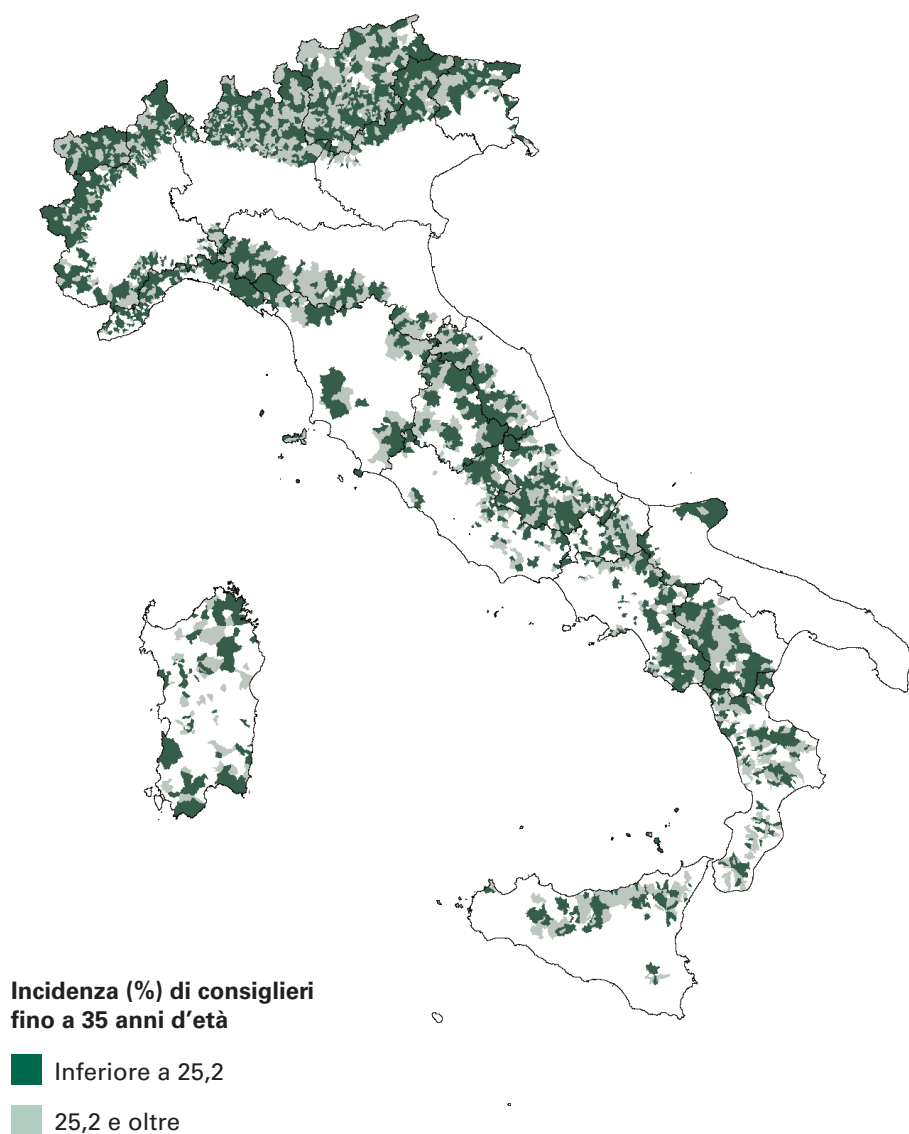 Incidenza (%) di consiglieri
fino a 35 anni d'età
Inferiore a 25,2
25,2 e oltre